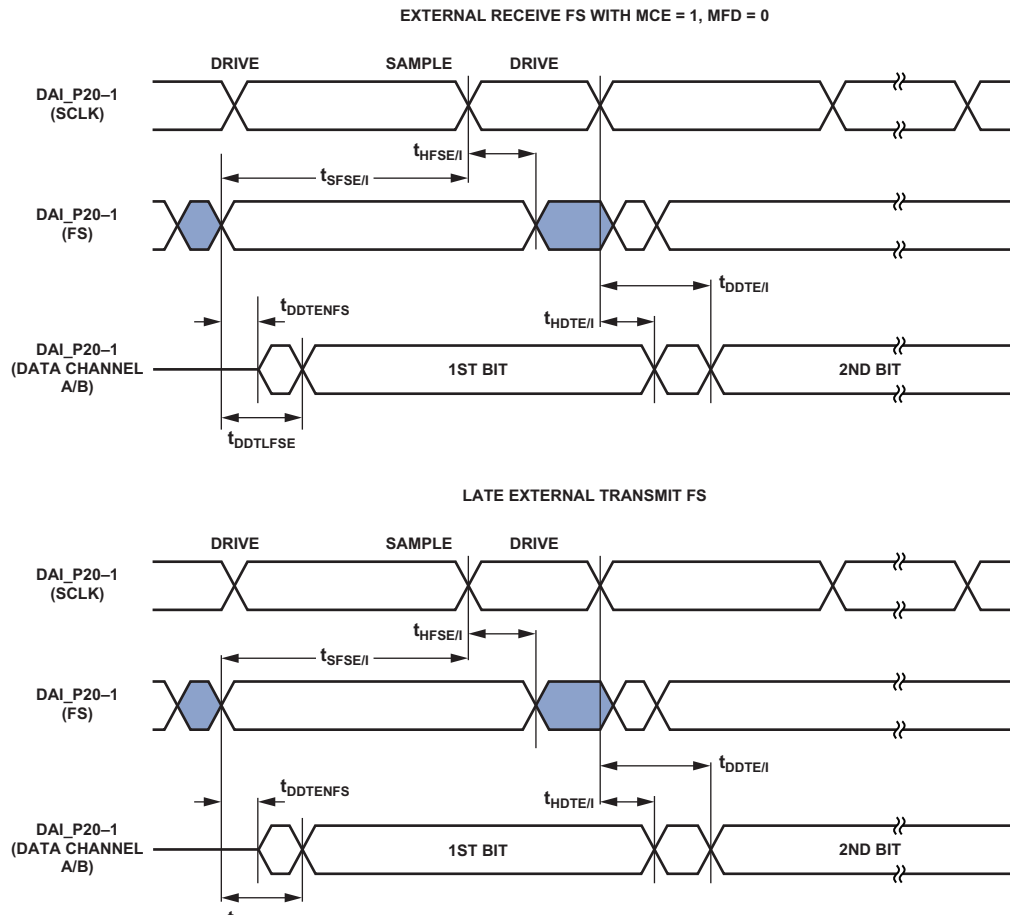 EXTERNAL RECEIVE FS WITH MCE = 1, MFD = 0
DRIVE SAMPLE DRIVE
DAI_P20–1
(SCLK)
tHFSE/I
tSFSE/I
DAI_P20–1
(FS)
tDDTE/I
tDDTENFS
tHDTE/I
DAI_P20–1
(DATA CHANNEL
A/B)
1ST BIT 2ND BIT
tDDTLFSE
LATE EXTERNAL TRANSMIT FS
DRIVE SAMPLE DRIVE
DAI_P20–1
(SCLK)
tHFSE/I
tSFSE/I
DAI_P20–1
(FS)
tDDTE/I
tDDTENFS
tHDTE/I
DAI_P20–1
(DATA CHANNEL
A/B)
1ST BIT 2ND BIT